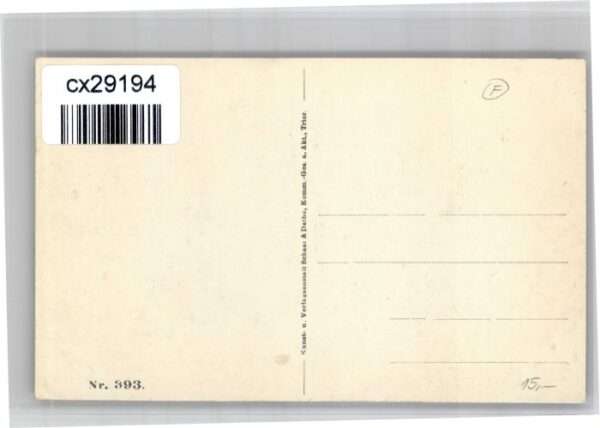 cx29194
F
Kunst- u. Verlagsanstalt Schaar & Dathe, Komm.-Ges. a. Akt., Trier
Nr. 393.
15,—